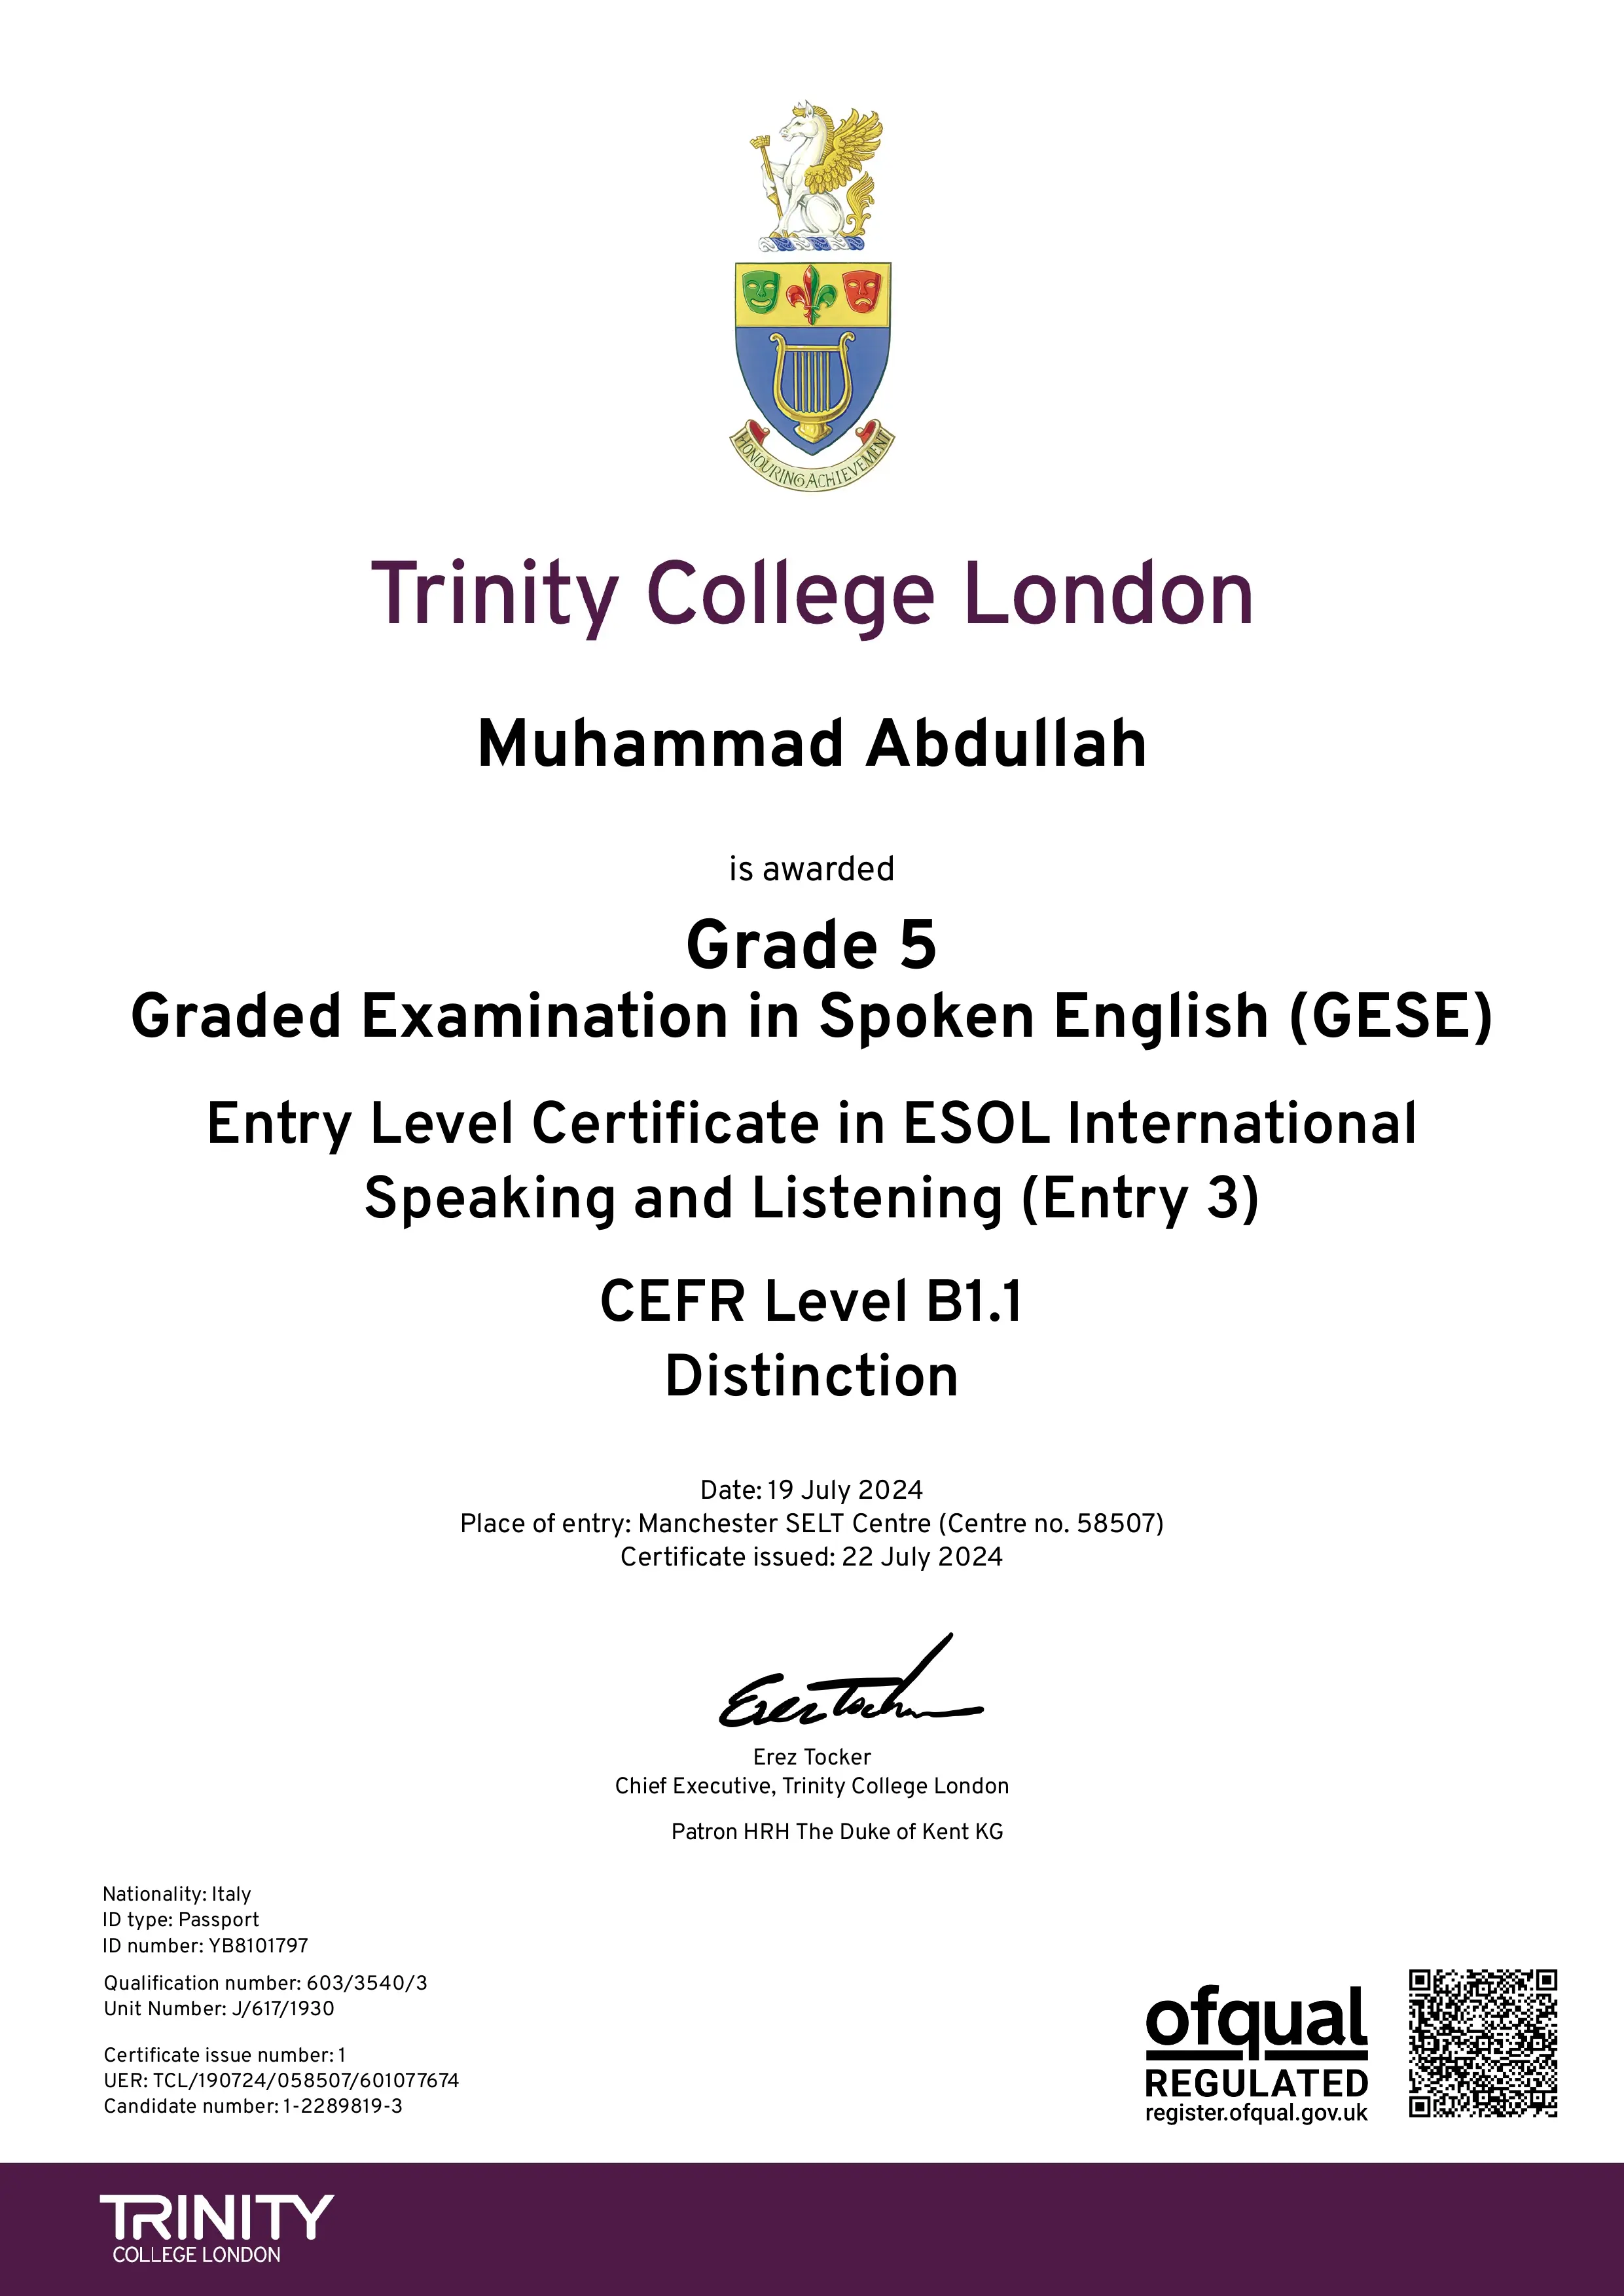 HONOURING ACHIEVEMENT
Trinity College London
Muhammad Abdullah
is awarded
Grade 5
Graded Examination in Spoken English (GESE)
Entry Level Certificate in ESOL International
Speaking and Listening (Entry 3)
CEFR Level B1.1
Distinction
Date: 19 July 2024
Place of entry: Manchester SELT Centre (Centre no. 58507)
Certificate issued: 22 July 2024
Erez Tocker
Chief Executive, Trinity College London
Patron HRH The Duke of Kent KG
Nationality: Italy
ID type: Passport
ID number: YB8101797
Qualification number: 603/3540/3
Unit Number: J/617/1930
Certificate issue number: 1
UER: TCL/190724/058507/601077674
Candidate number: 1-2289819-3
ofqual
REGULATED
register.ofqual.gov.uk
TRINITY
COLLEGE LONDON